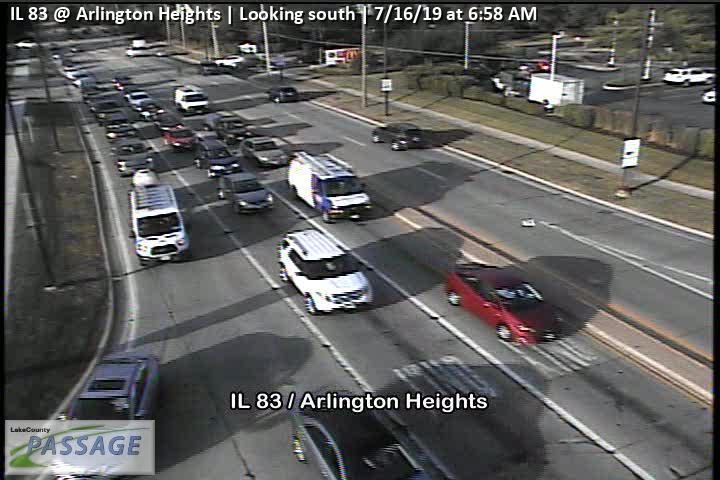 IL 83 @ Arlington Heights | Looking south | 7/16/19 at 6:58 AM
IL 83 / Arlington Heights
LakeCounty
PASSAGE